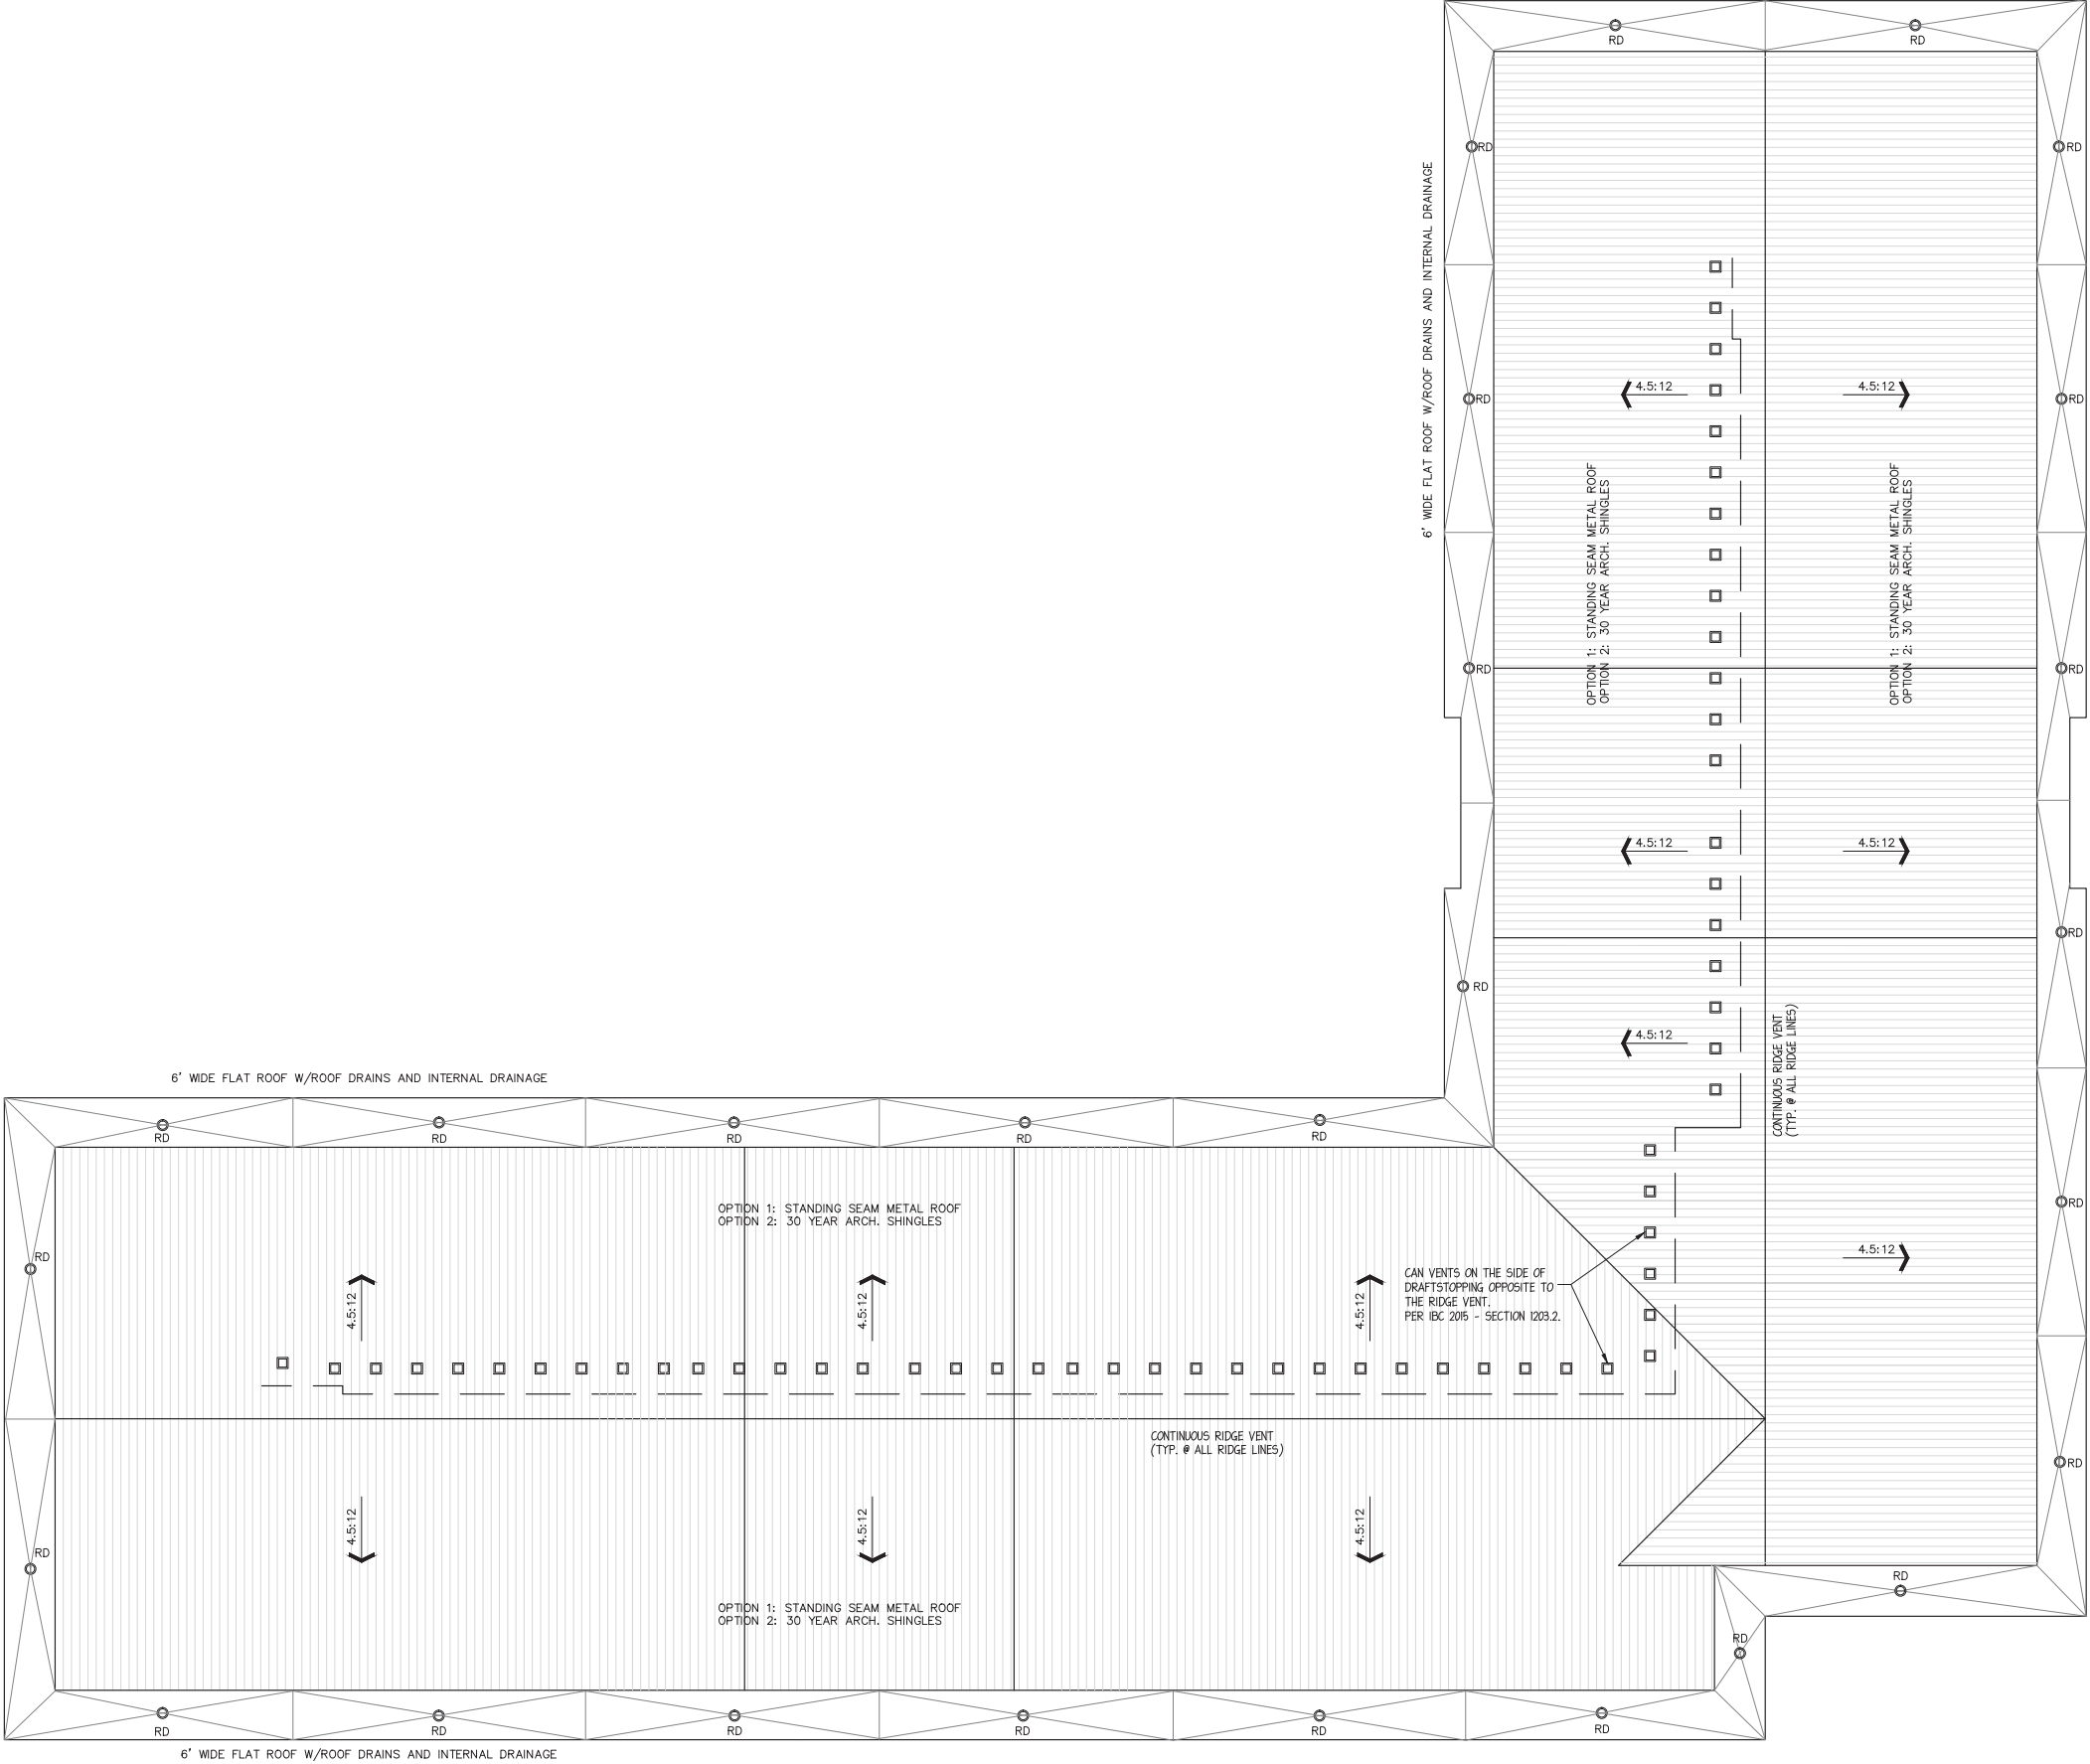 RD
RD
RD
RD
6' WIDE FLAT ROOF W/ROOF DRAINS AND INTERNAL DRAINAGE
4.5:12
4.5:12
RD
RD
OPTION 1: STANDING SEAM METAL ROOF
OPTION 2: 30 YEAR ARCH. SHINGLES
OPTION 1: STANDING SEAM METAL ROOF
OPTION 2: 30 YEAR ARCH. SHINGLES
RD
RD
4.5:12
4.5:12
RD
RD
4.5:12
CONTINUOUS RIDGE VENT
(TYP. @ ALL RIDGE LINES)
6' WIDE FLAT ROOF W/ROOF DRAINS AND INTERNAL DRAINAGE
RD
RD
RD
RD
RD
RD
OPTION 1: STANDING SEAM METAL ROOF
OPTION 2: 30 YEAR ARCH. SHINGLES
RD
4.5:12
CAN VENTS ON THE SIDE OF
DRAFTSTOPPING OPPOSITE TO
THE RIDGE VENT.
PER IBC 2015 - SECTION 1203.2.
4.5:12
4.5:12
4.5:12
CONTINUOUS RIDGE VENT
(TYP. @ ALL RIDGE LINES)
RD
4.5:12
4.5:12
4.5:12
RD
RD
OPTION 1: STANDING SEAM METAL ROOF
OPTION 2: 30 YEAR ARCH. SHINGLES
RD
RD
RD
RD
RD
RD
RD
6' WIDE FLAT ROOF W/ROOF DRAINS AND INTERNAL DRAINAGE